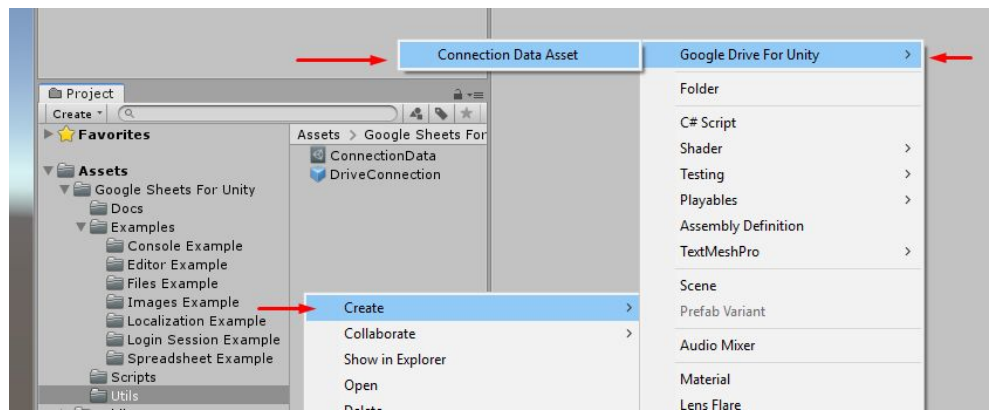 Connection Data Asset
Google Drive For Unity
Folder
C# Script
Shader
Testing
Playables
Assembly Definition
TextMeshPro
Scene
Prefab Variant
Audio Mixer
Material
Lens Flare
Project
Create
Favorites
Assets
Google Sheets For Unity
Docs
Examples
Console Example
Editor Example
Files Example
Images Example
Localization Example
Login Session Example
Spreadsheet Example
Scripts
Utils
Assets > Google Sheets For
ConnectionData
DriveConnection
Create
Collaborate
Show in Explorer
Open
Delete